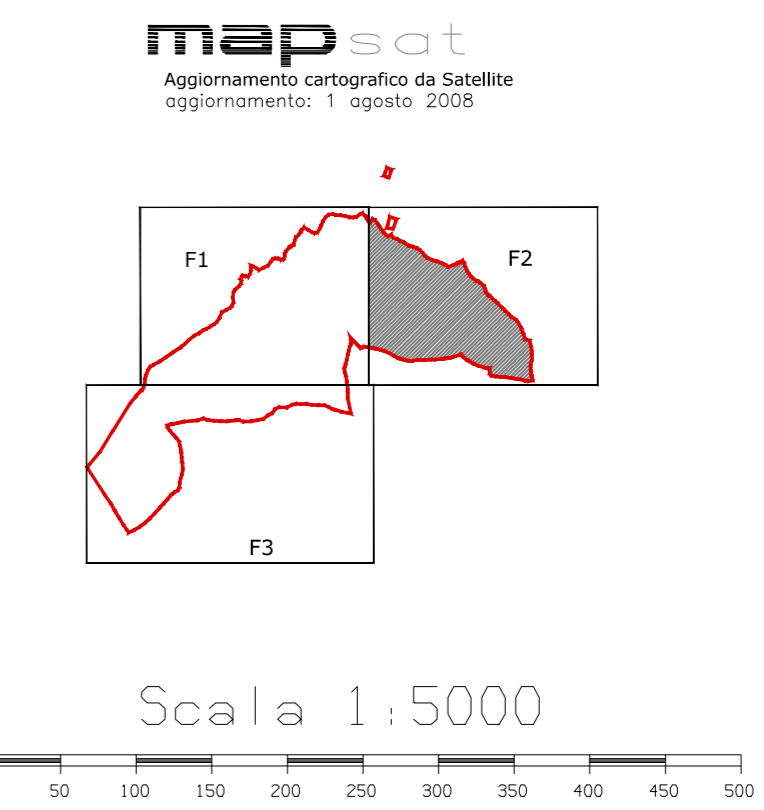 mapsat
Aggiornamento cartografico da Satellite
aggiornamento: 1 agosto 2008
F1
F2
F3
Scala 1:5000
50 100 150 200 250 300 350 400 450 500